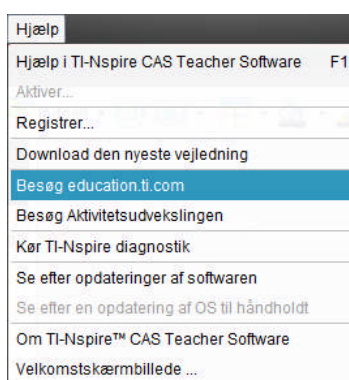 Hjælp
Hjælp i TI-Nspire CAS Teacher Software F1
Aktiver...
Registrer...
Download den nyeste vejledning
Besøg education.ti.com
Besøg Aktivitetsudvekslingen
Kør TI-Nspire diagnostik
Se efter opdateringer af softwaren
Se efter en opdatering af OS til håndholdt
Om TI-Nspire™ CAS Teacher Software
Velkomstskærmbillede ...